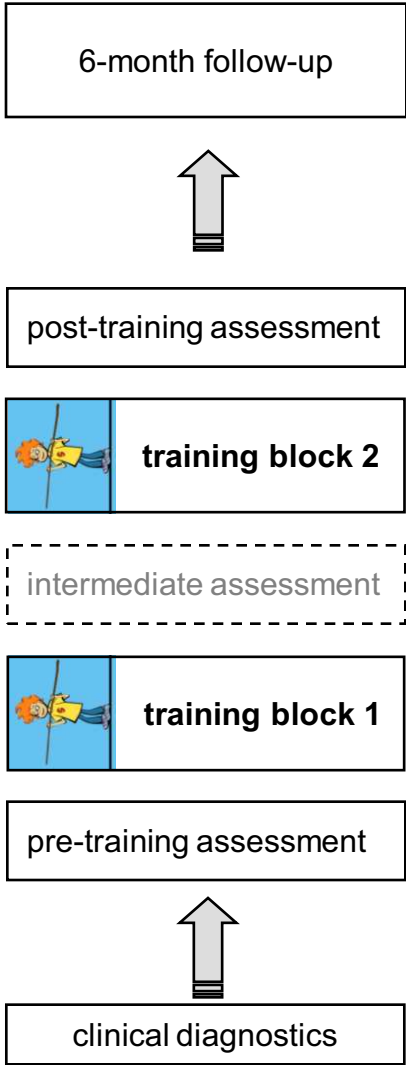 6-month follow-up
post-training assessment
training block 2
intermediate assessment
training block 1
pre-training assessment
clinical diagnostics